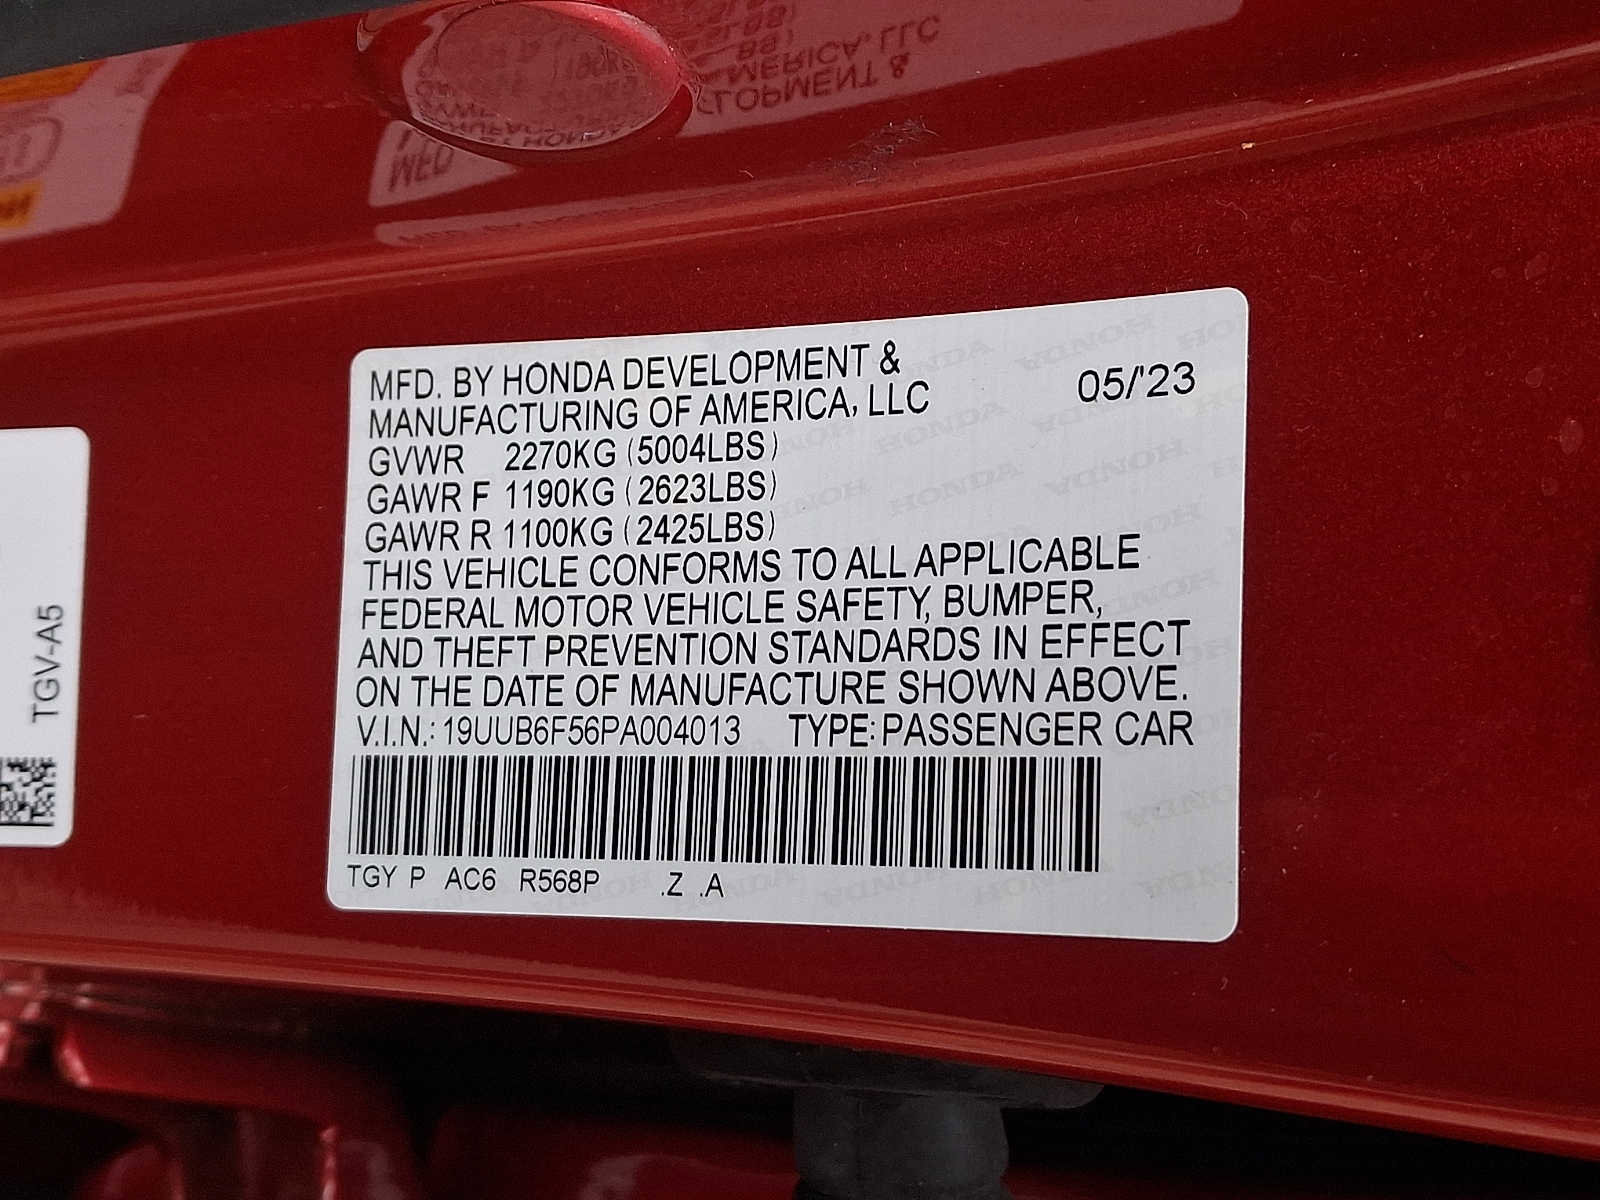 MFD. BY HONDA DEVELOPMENT &
MANUFACTURING OF AMERICA, LLC
05/'23
GVWR 2270KG (5004LBS)
GAWR F 1190KG (2623LBS)
GAWR R 1100KG (2425LBS)
THIS VEHICLE CONFORMS TO ALL APPLICABLE
FEDERAL MOTOR VEHICLE SAFETY, BUMPER,
AND THEFT PREVENTION STANDARDS IN EFFECT
ON THE DATE OF MANUFACTURE SHOWN ABOVE.
V.I.N.: 19UUB6F56PA004013 TYPE: PASSENGER CAR
TGY P AC6 R568P .Z .A
TGV-A5